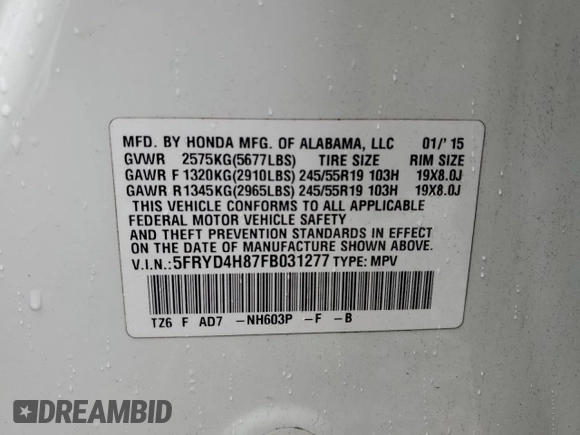 MFD. BY HONDA MFG. OF ALABAMA, LLC 01/'15
GVWR 2575KG(5677LBS) TIRE SIZE RIM SIZE
GAWR F 1320KG(2910LBS) 245/55R19 103H 19X8.0J
GAWR R1345KG(2965LBS) 245/55R19 103H 19X8.0J
THIS VEHICLE CONFORMS TO ALL APPLICABLE
FEDERAL MOTOR VEHICLE SAFETY
AND THEFT PREVENTION STANDARDS IN EFFECT
ON THE DATE OF MANUFACTURE SHOWN ABOVE.
V.I.N.:5FRYD4H87FB031277 TYPE: MPV
TZ6 F AD7 -NH603P -F -B
DREAMBID